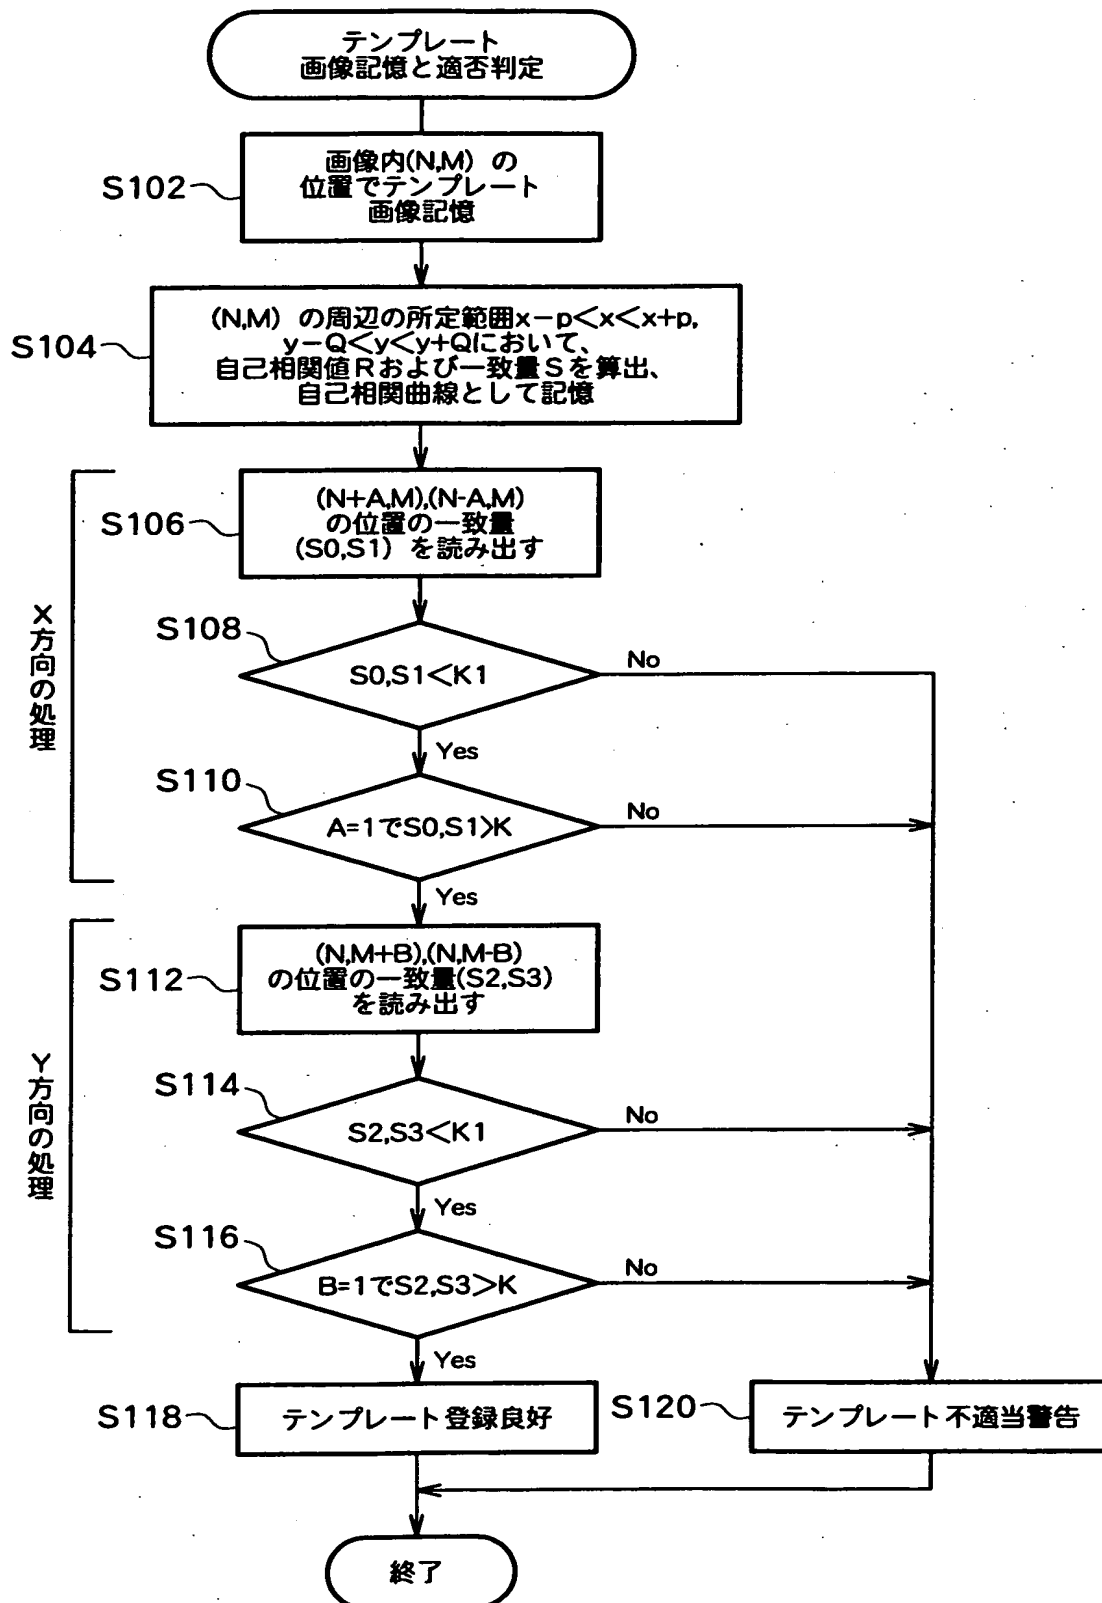 テンプレート
画像記憶と適否判定
S102
画像内(N,M) の
位置でテンプレート
画像記憶
S104
(N,M) の周辺の所定範囲x−p<x<x+p,
y−Q<y<y+Qにおいて、
自己相関値Rおよび一致量Sを算出、
自己相関曲線として記憶
X方向の処理
S106
(N+A,M),(N-A,M)
の位置の一致量
(S0,S1) を読み出す
S108
S0,S1<K1
No
Yes
S110
A=1でS0,S1>K
No
Yes
Y方向の処理
S112
(N,M+B),(N,M-B)
の位置の一致量(S2,S3)
を読み出す
S114
S2,S3<K1
No
Yes
S116
B=1でS2,S3>K
No
Yes
S118
テンプレート登録良好
S120
テンプレート不適当警告
終了